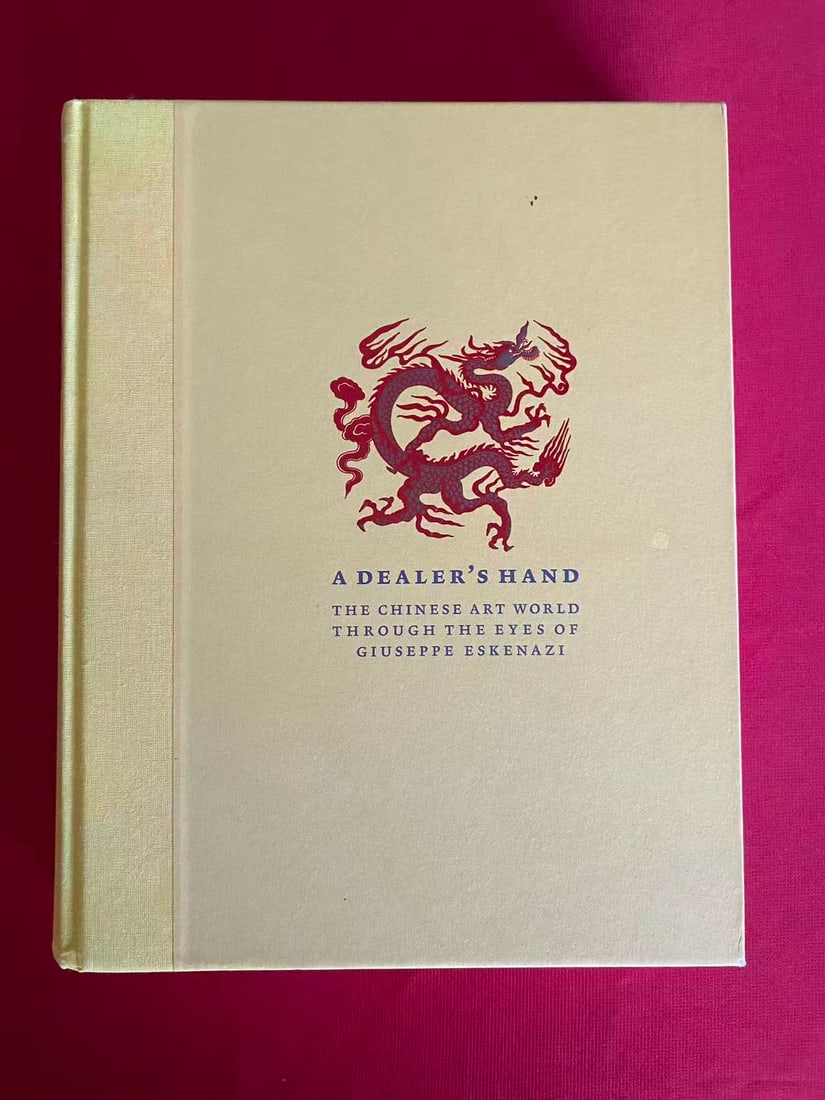 A DEALER’S HAND
THE CHINESE ART WORLD
THROUGH THE EYES OF
GIUSEPPE ESKENAZI